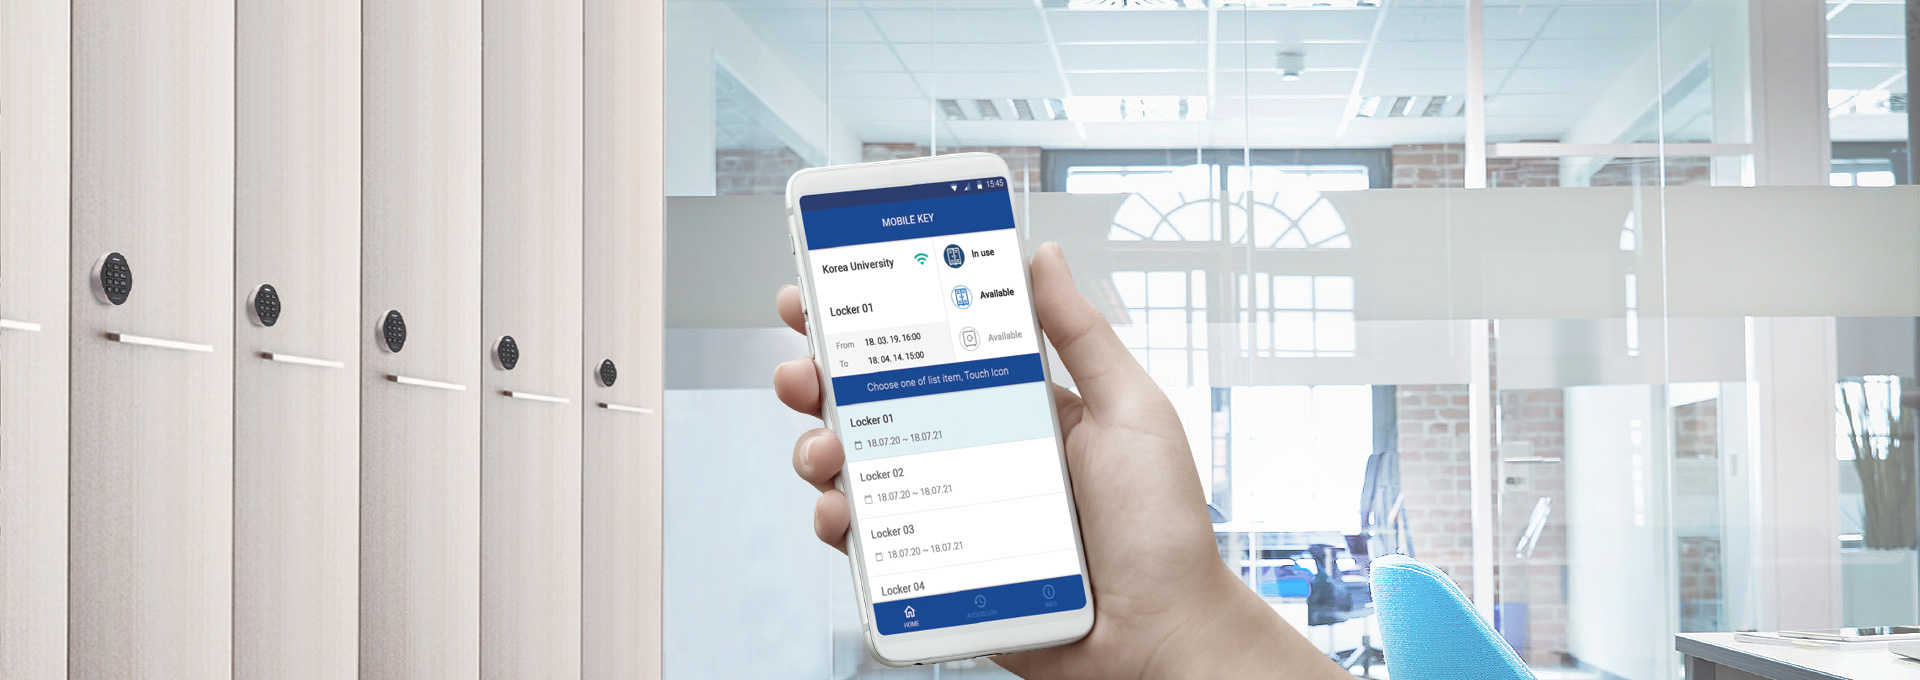 15:45
MOBILE KEY
Korea University
In use
Locker 01
Available
From 18. 03. 19. 16:00
Available
To 18. 04. 14. 15:00
Choose one of list item, Touch Icon
Locker 01
18.07.20 ~ 18.07.21
Locker 02
18.07.20 ~ 18.07.21
Locker 03
18.07.20 ~ 18.07.21
Locker 04
HOME
ACCESS LOG
INFO